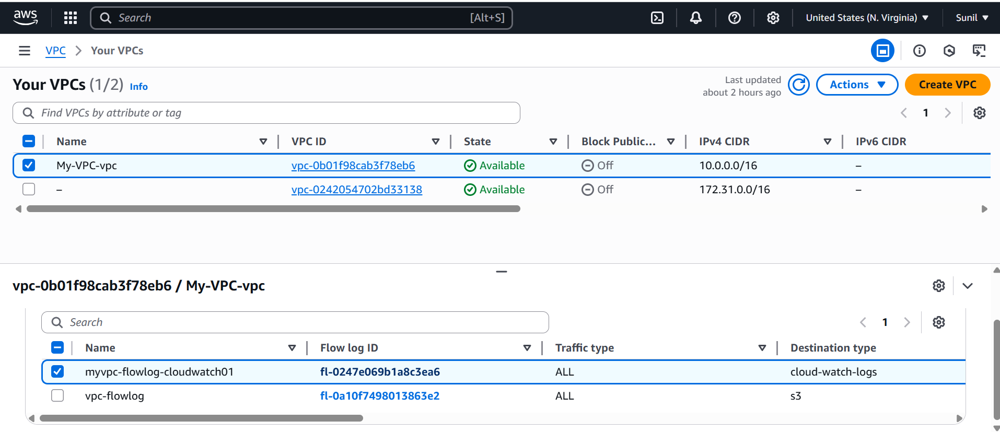 aws Search [Alt+S] United States (N. Virginia) Sunil
VPC Your VPCs
Your VPCs (1/2) Info
Last updated
about 2 hours ago
Actions Create VPC
Find VPCs by attribute or tag
1
Name VPC ID State Block Public... IPv4 CIDR IPv6 CIDR
My-VPC-vpc vpc-0b01f98cab3f78eb6 Available Off 10.0.0.0/16 –
– vpc-0242054702bd33138 Available Off 172.31.0.0/16 –
vpc-0b01f98cab3f78eb6 / My-VPC-vpc
Search 1
Name Flow log ID Traffic type Destination type
myvpc-flowlog-cloudwatch01 fl-0247e069b1a8c3ea6 ALL cloud-watch-logs
vpc-flowlog fl-0a10f7498013863e2 ALL s3